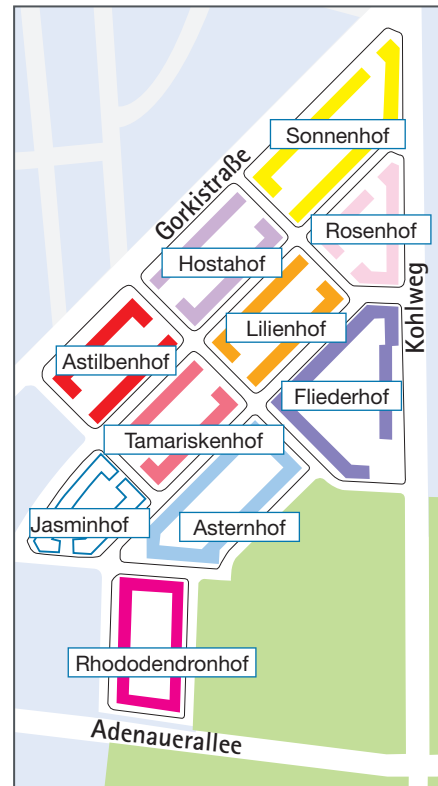 Sonnenhof
Gorkistraße
Rosenhof
Hostahof
Kohlweg
Lilienhof
Astilbenhof
Fliederhof
Tamariskenhof
Jasminhof
Asternhof
Rhododendronhof
Adenauerallee